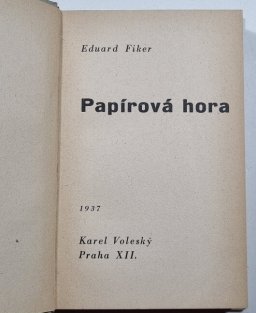 Eduard Fiker
Papírová hora
1937
Karel Voleský
Praha XII.